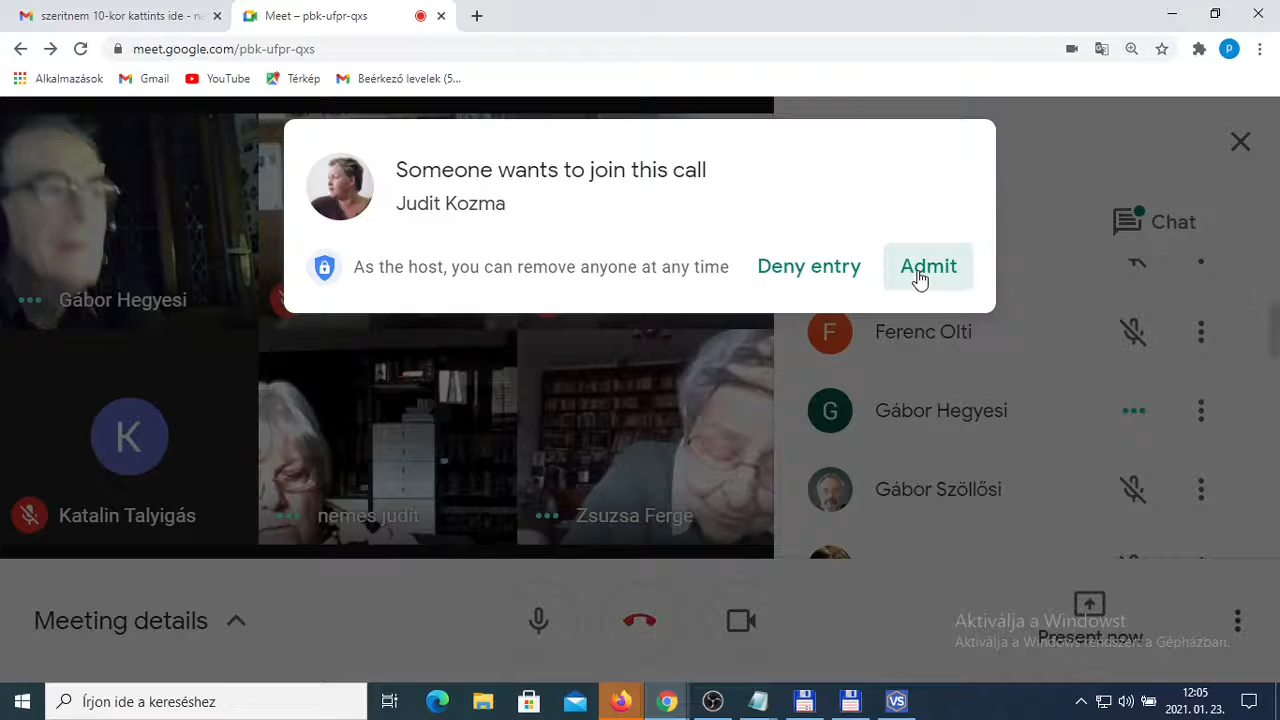 szeritnem 10-kor kattints ide - na
Meet – pbk-ufpr-qxs
meet.google.com/pbk-ufpr-qxs
P
Alkalmazások
Gmail
YouTube
Térkép
Beérkező levelek (5...
Someone wants to join this call
Judit Kozma
As the host, you can remove anyone at any time
Deny entry
Admit
Chat
Gábor Hegyesi
F
Ferenc Olti
G
Gábor Hegyesi
Gábor Szöllősi
K
Katalin Talyigás
nemes judit
Zsuzsa Ferge
Meeting details
Present now
Aktiválja a Windowst
Aktiválja a Windows rendszert a Gépházban.
Írjon ide a kereséshez
VS
12:05
2021. 01. 23.